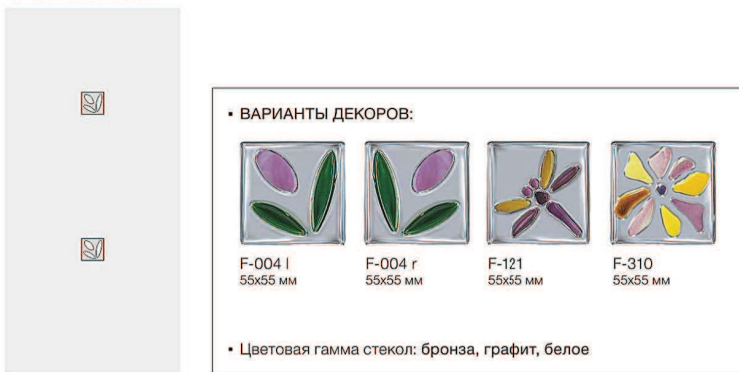 ▪ ВАРИАНТЫ ДЕКОРОВ:
F-004 l F-004 r F-121 F-310
55x55 мм 55x55 мм 55x55 мм 55x55 мм
▪ Цветовая гамма стекол: бронза, графит, белое